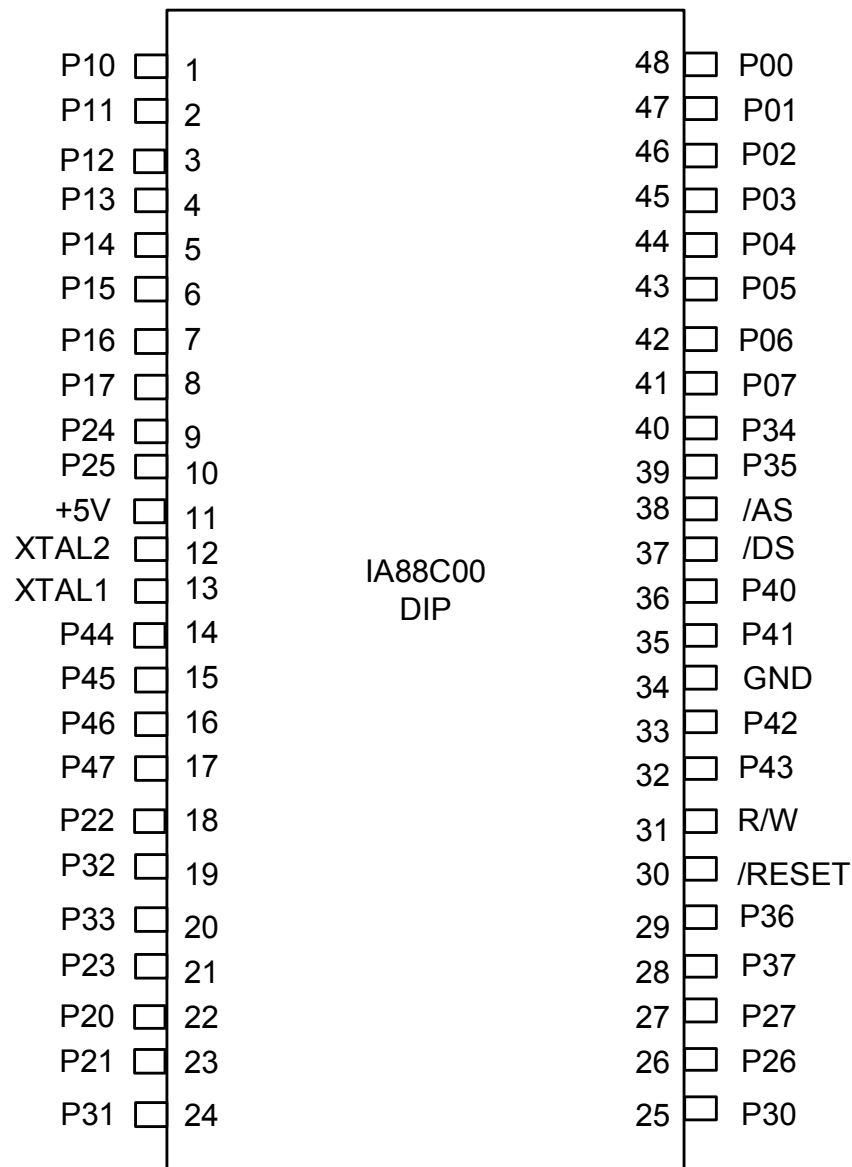 P10 1 48 P00
P11 2 47 P01
P12 3 46 P02
P13 4 45 P03
P14 5 44 P04
P15 6 43 P05
P16 7 42 P06
P17 8 41 P07
P24 9 40 P34
P25 10 39 P35
+5V 11 38 /AS
XTAL2 12 37 /DS
XTAL1 13 IA88C00 36 P40
DIP
P44 14 35 P41
P45 15 34 GND
P46 16 33 P42
P47 17 32 P43
P22 18 31 R/W
P32 19 30 /RESET
P33 20 29 P36
P23 21 28 P37
P20 22 27 P27
P21 23 26 P26
P31 24 25 P30